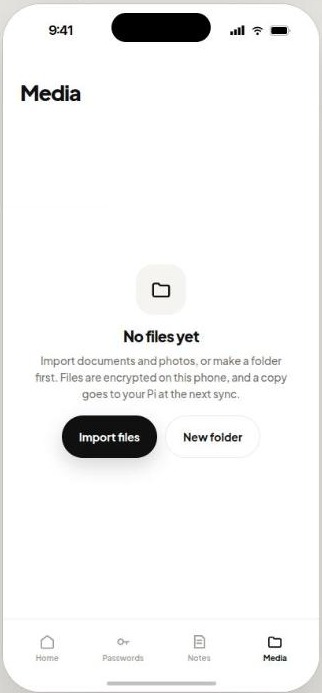 9:41
Media
No files yet
Import documents and photos, or make a folder
first. Files are encrypted on this phone, and a copy
goes to your Pi at the next sync.
Import files
New folder
Home
Passwords
Notes
Media